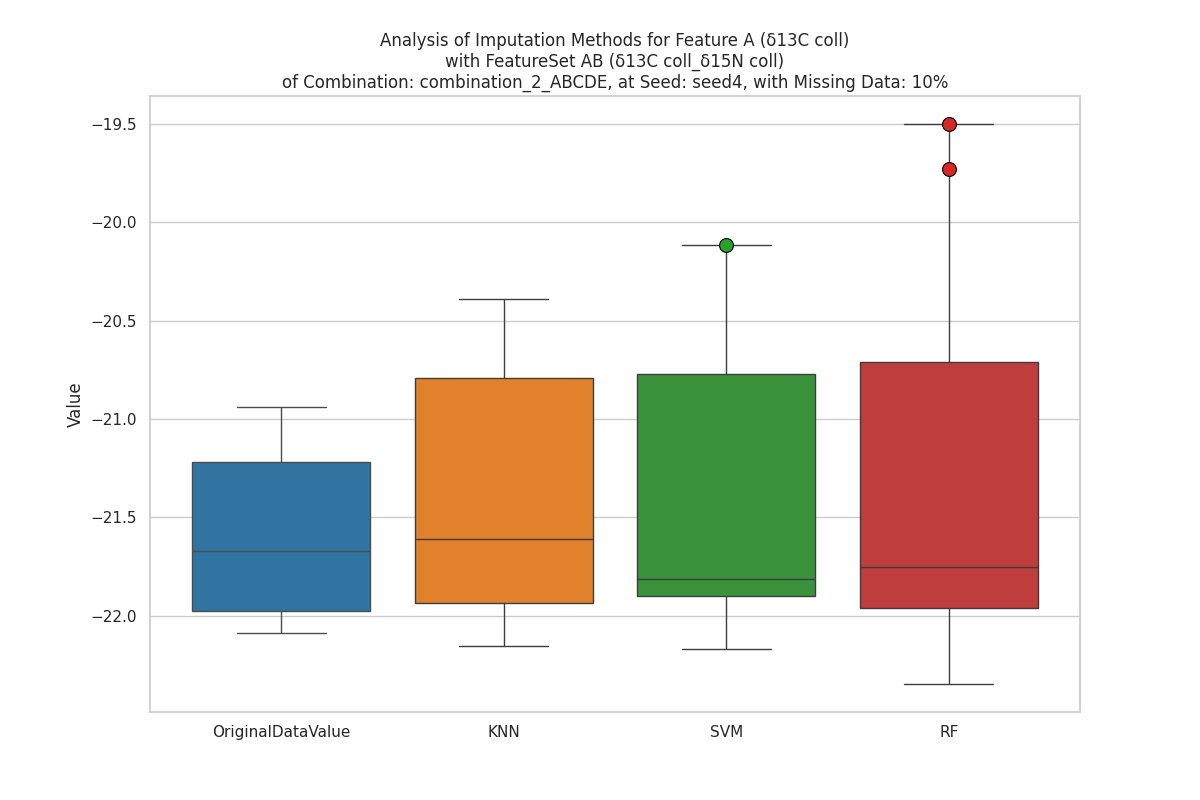 Analysis of Imputation Methods for Feature A (δ13C coll)
with FeatureSet AB (δ13C coll_δ15N coll)
of Combination: combination_2_ABCDE, at Seed: seed4, with Missing Data: 10%
−19.5
−20.0
−20.5
−21.0
−21.5
−22.0
Value
OriginalDataValue
KNN
SVM
RF